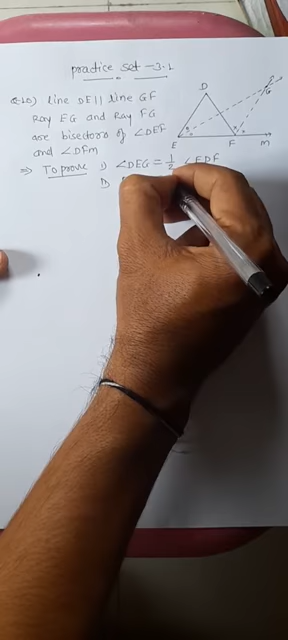 practice set - 3.1
Q.10) line DE || line GF
Ray EG and Ray FG
are bisectors of ∠DEF
and ∠DFM
⇒ To prove 1) ∠DEG = 1/2 ∠EDF
D
G
E F M